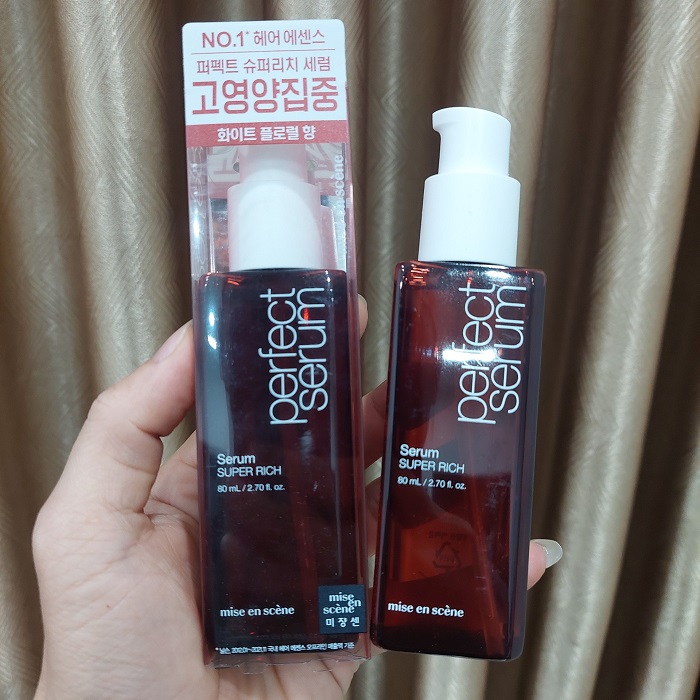 NO.1* 헤어 에센스
퍼펙트 슈퍼리치 세럼
고영양집중
화이트 플로럴 향
perfect
serum
Serum
SUPER RICH
80 mL / 2.70 fl. oz.
mise en scène
mise
en
scène
미장센
perfect
serum
Serum
SUPER RICH
80 mL / 2.70 fl. oz.
mise en scène